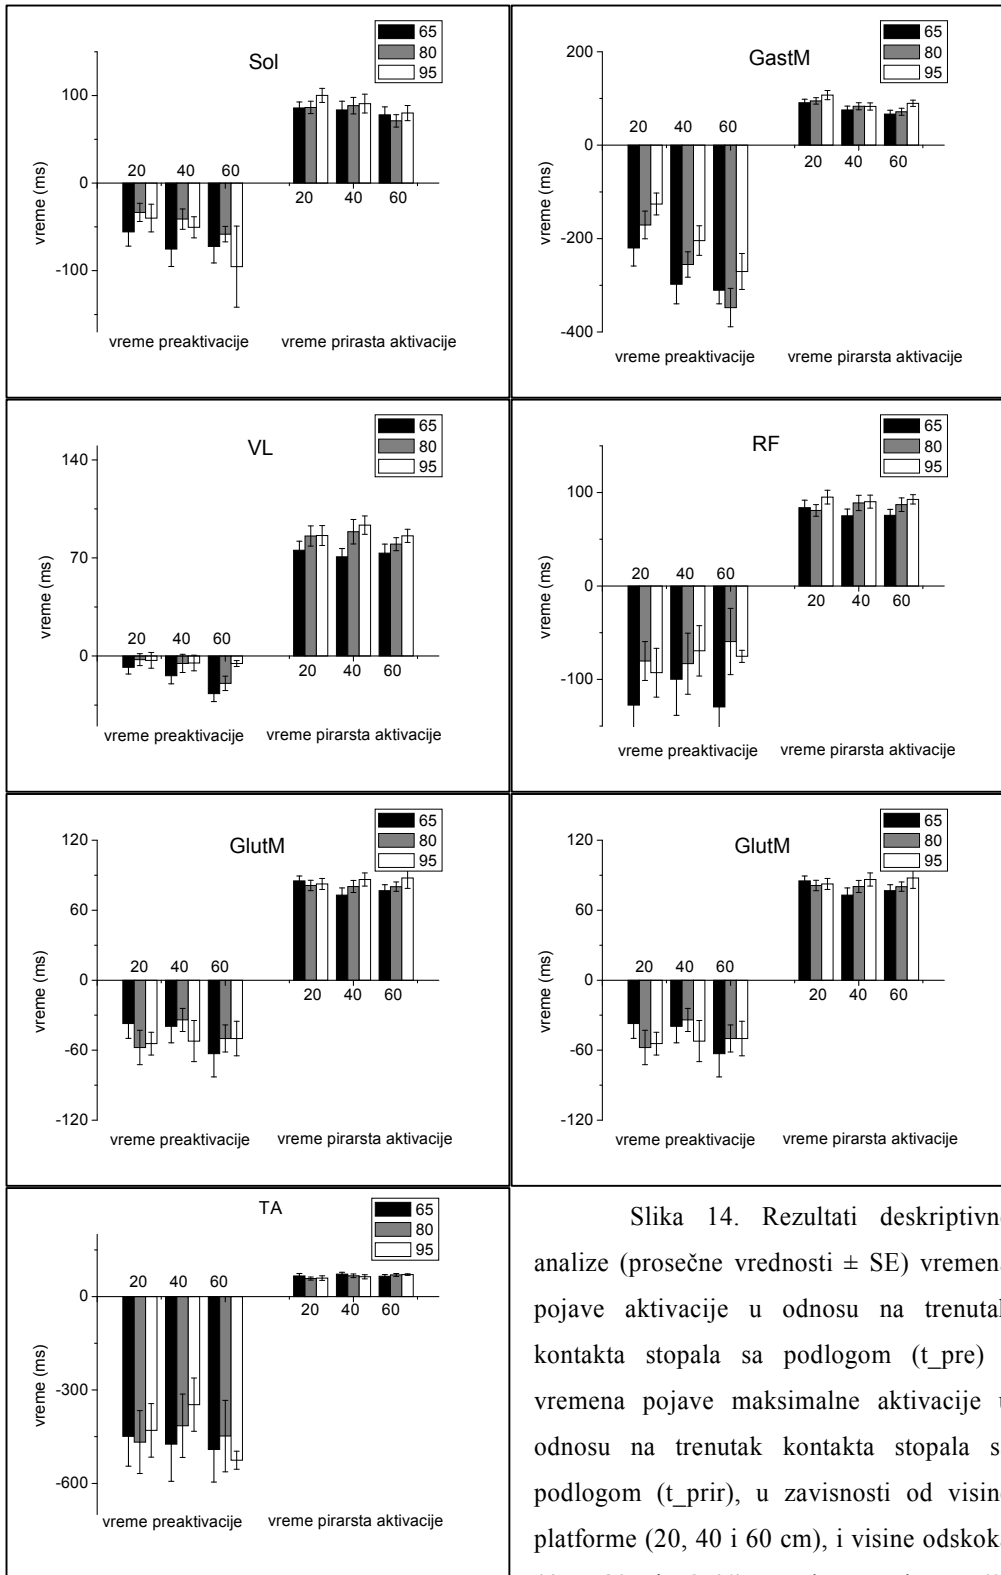 65
80
95
Sol
100
0
-100
vreme (ms)
20 40 60
20 40 60
vreme preaktivacije vreme prirasta aktivacije
65
80
95
GastM
200
0
-200
-400
vreme (ms)
20 40 60
20 40 60
vreme preaktivacije vreme pirarsta aktivacije
65
80
95
VL
140
70
0
vreme (ms)
20 40 60
20 40 60
vreme preaktivacije vreme pirarsta aktivacije
65
80
95
RF
100
0
-100
vreme (ms)
20 40 60
20 40 60
vreme preaktivacije vreme pirarsta aktivacije
65
80
95
GlutM
120
60
0
-60
-120
vreme (ms)
20 40 60
20 40 60
vreme preaktivacije vreme pirarsta aktivacije
65
80
95
GlutM
120
60
0
-60
-120
vreme (ms)
20 40 60
20 40 60
vreme preaktivacije vreme pirarsta aktivacije
65
80
95
TA
0
-300
-600
vreme (ms)
20 40 60
20 40 60
vreme preaktivacije vreme pirarsta aktivacije
Slika 14. Rezultati deskriptivne
analize (prosečne vrednosti ± SE) vremena
pojave aktivacije u odnosu na trenutak
kontakta stopala sa podlogom (t_pre)
vremena pojave maksimalne aktivacije u
odnosu na trenutak kontakta stopala sa
podlogom (t_prir), u zavisnosti od visine
platforme (20, 40 i 60 cm), i visine odskoka